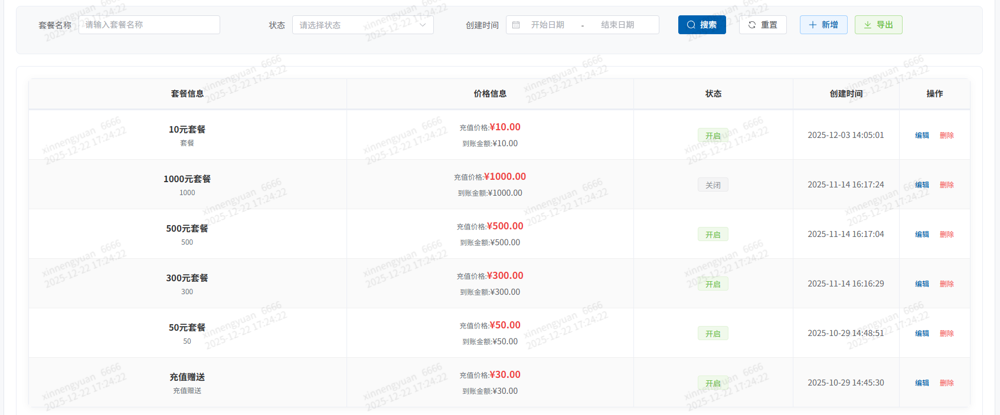 套餐名称 请输入套餐名称 状态 请选择状态 创建时间 开始日期 - 结束日期 搜索 重置 新增 导出
套餐信息 价格信息 状态 创建时间 操作
10元套餐
套餐
充值价格:¥10.00
到账金额:¥10.00
开启
2025-12-03 14:05:01
编辑 删除
1000元套餐
1000
充值价格:¥1000.00
到账金额:¥1000.00
关闭
2025-11-14 16:17:24
编辑 删除
500元套餐
500
充值价格:¥500.00
到账金额:¥500.00
开启
2025-11-14 16:17:04
编辑 删除
300元套餐
300
充值价格:¥300.00
到账金额:¥300.00
开启
2025-11-14 16:16:29
编辑 删除
50元套餐
50
充值价格:¥50.00
到账金额:¥50.00
开启
2025-10-29 14:48:51
编辑 删除
充值赠送
充值赠送
充值价格:¥30.00
到账金额:¥30.00
开启
2025-10-29 14:45:30
编辑 删除
xinnengyuan 6666
2025-12-22 17:24:22